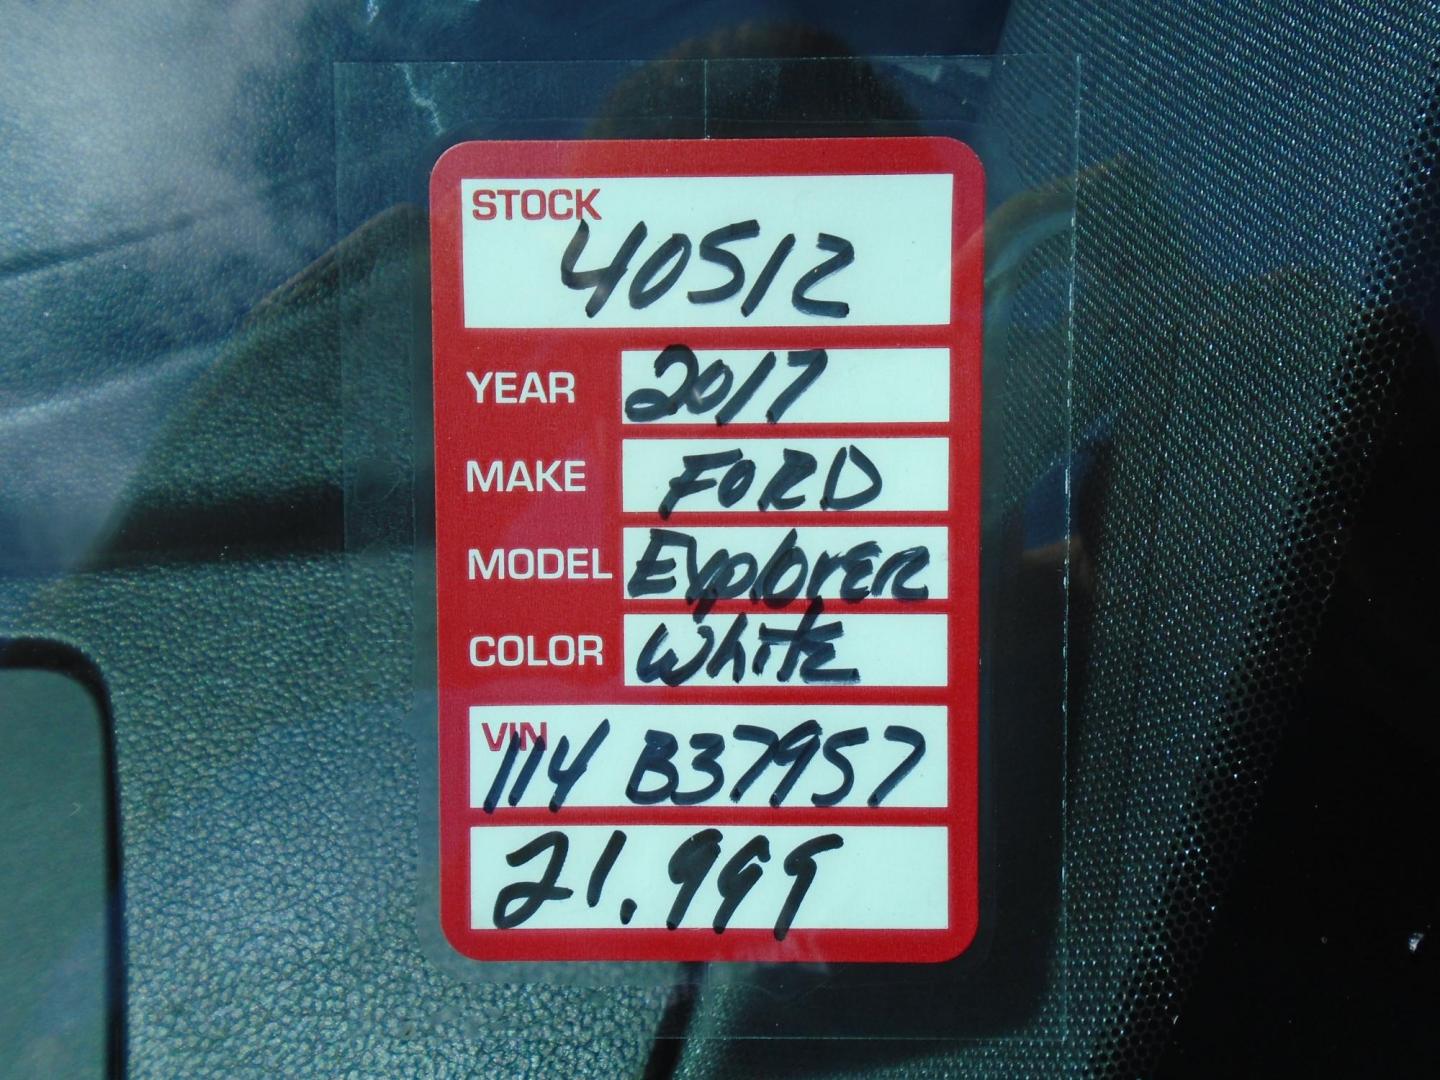 STOCK
40512
YEAR 2017
MAKE FORD
MODEL Explorer
COLOR White
VIN
114 B37957
21.999